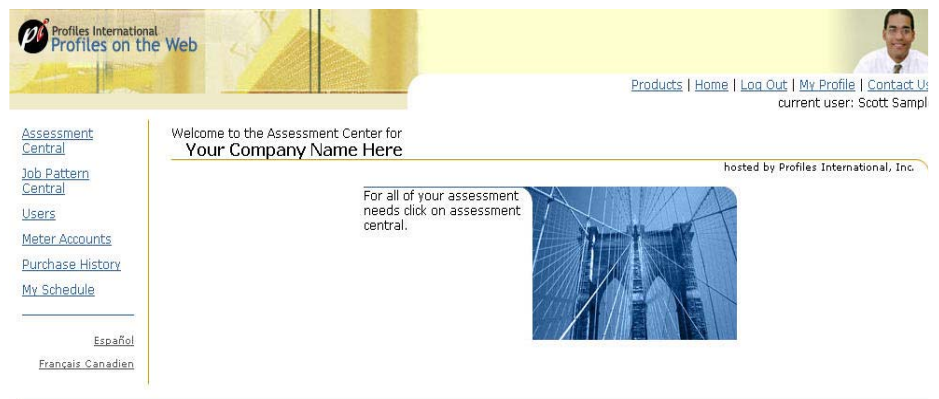 Profiles International
Profiles on the Web
Products | Home | Log Out | My Profile | Contact Us
current user: Scott Sampl
Assessment
Central
Job Pattern
Central
Users
Meter Accounts
Purchase History
My Schedule
Español
Français Canadien
Welcome to the Assessment Center for
Your Company Name Here
hosted by Profiles International, Inc.
For all of your assessment
needs click on assessment
central.